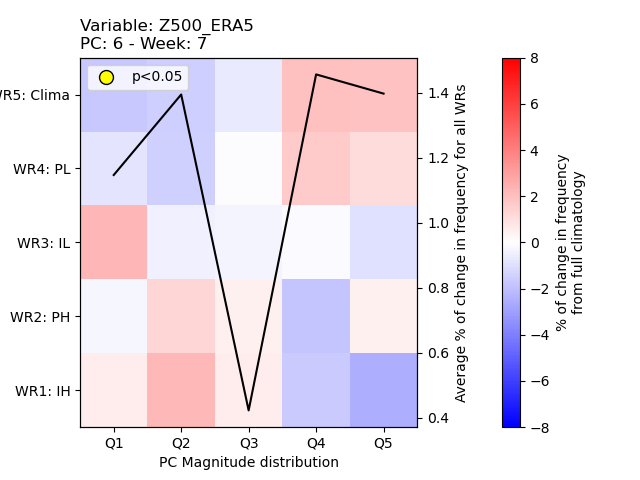 Variable: Z500_ERA5
PC: 6 - Week: 7
p<0.05
WR5: Clima
WR4: PL
WR3: IL
WR2: PH
WR1: IH
Q1 Q2 Q3 Q4 Q5
PC Magnitude distribution
1.4
1.2
1.0
0.8
0.6
0.4
Average % of change in frequency for all WRs
8
6
4
2
0
−2
−4
−6
−8
% of change in frequency
from full climatology